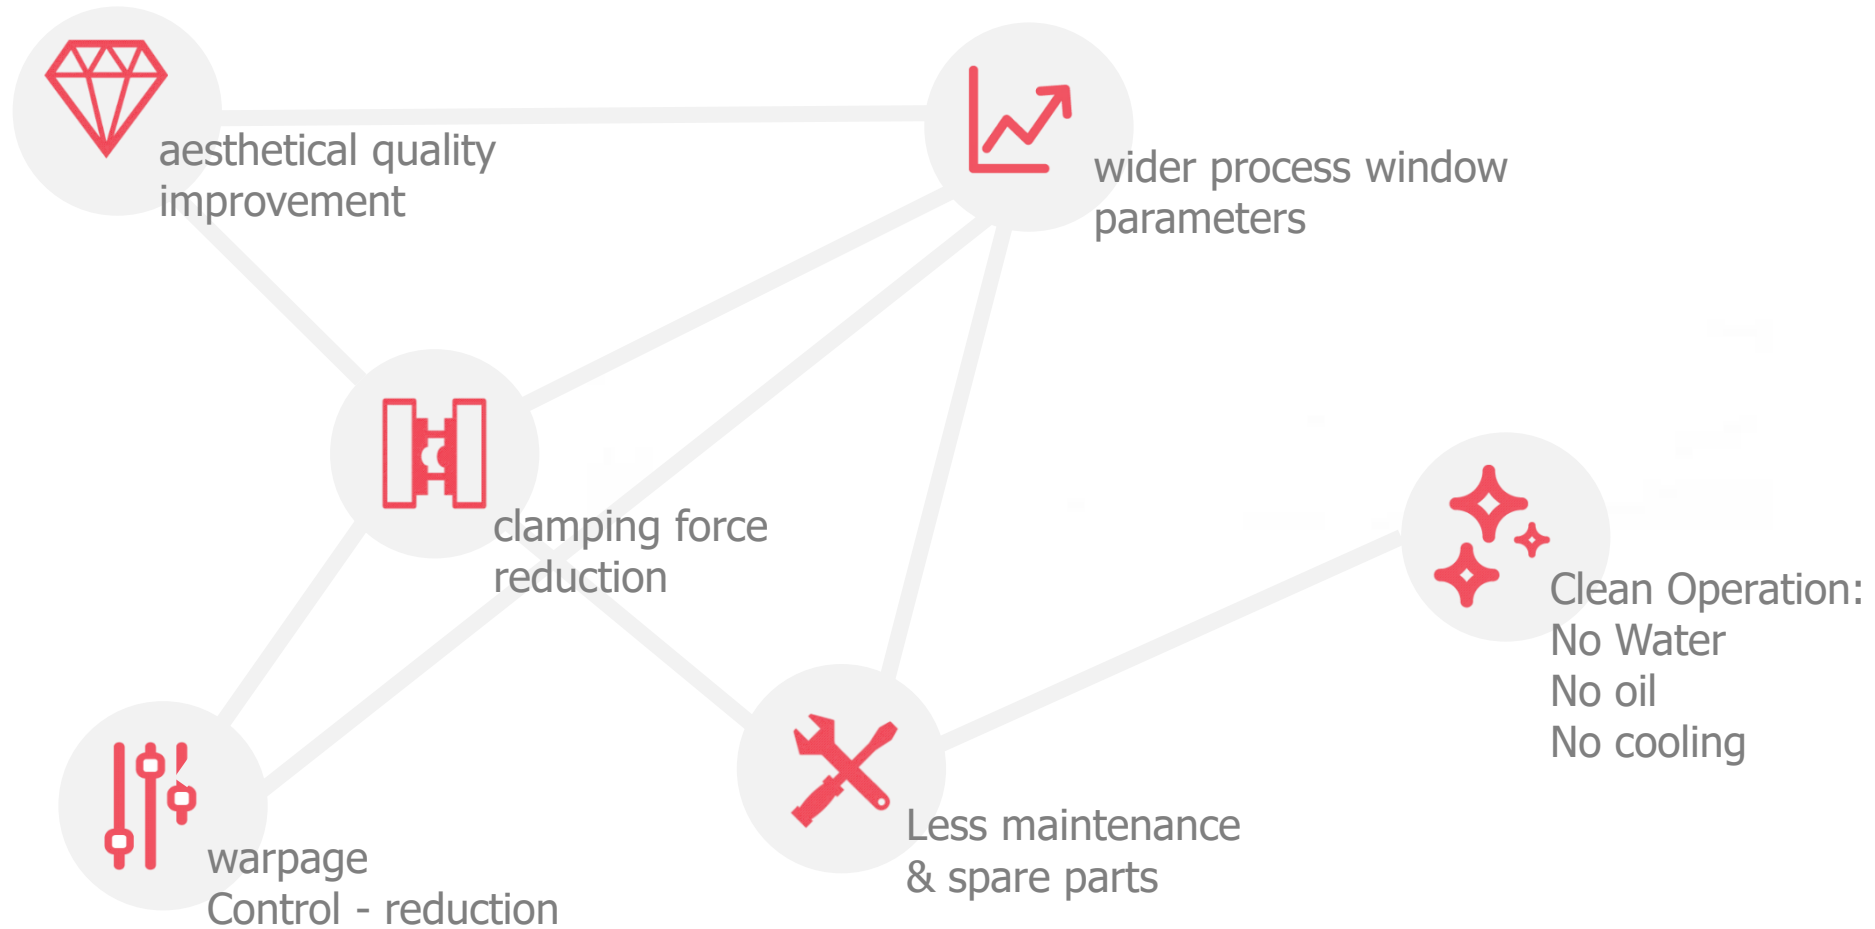 aesthetical quality
improvement
wider process window
parameters
clamping force
reduction
Clean Operation:
No Water
No oil
No cooling
Less maintenance
& spare parts
warpage
Control - reduction